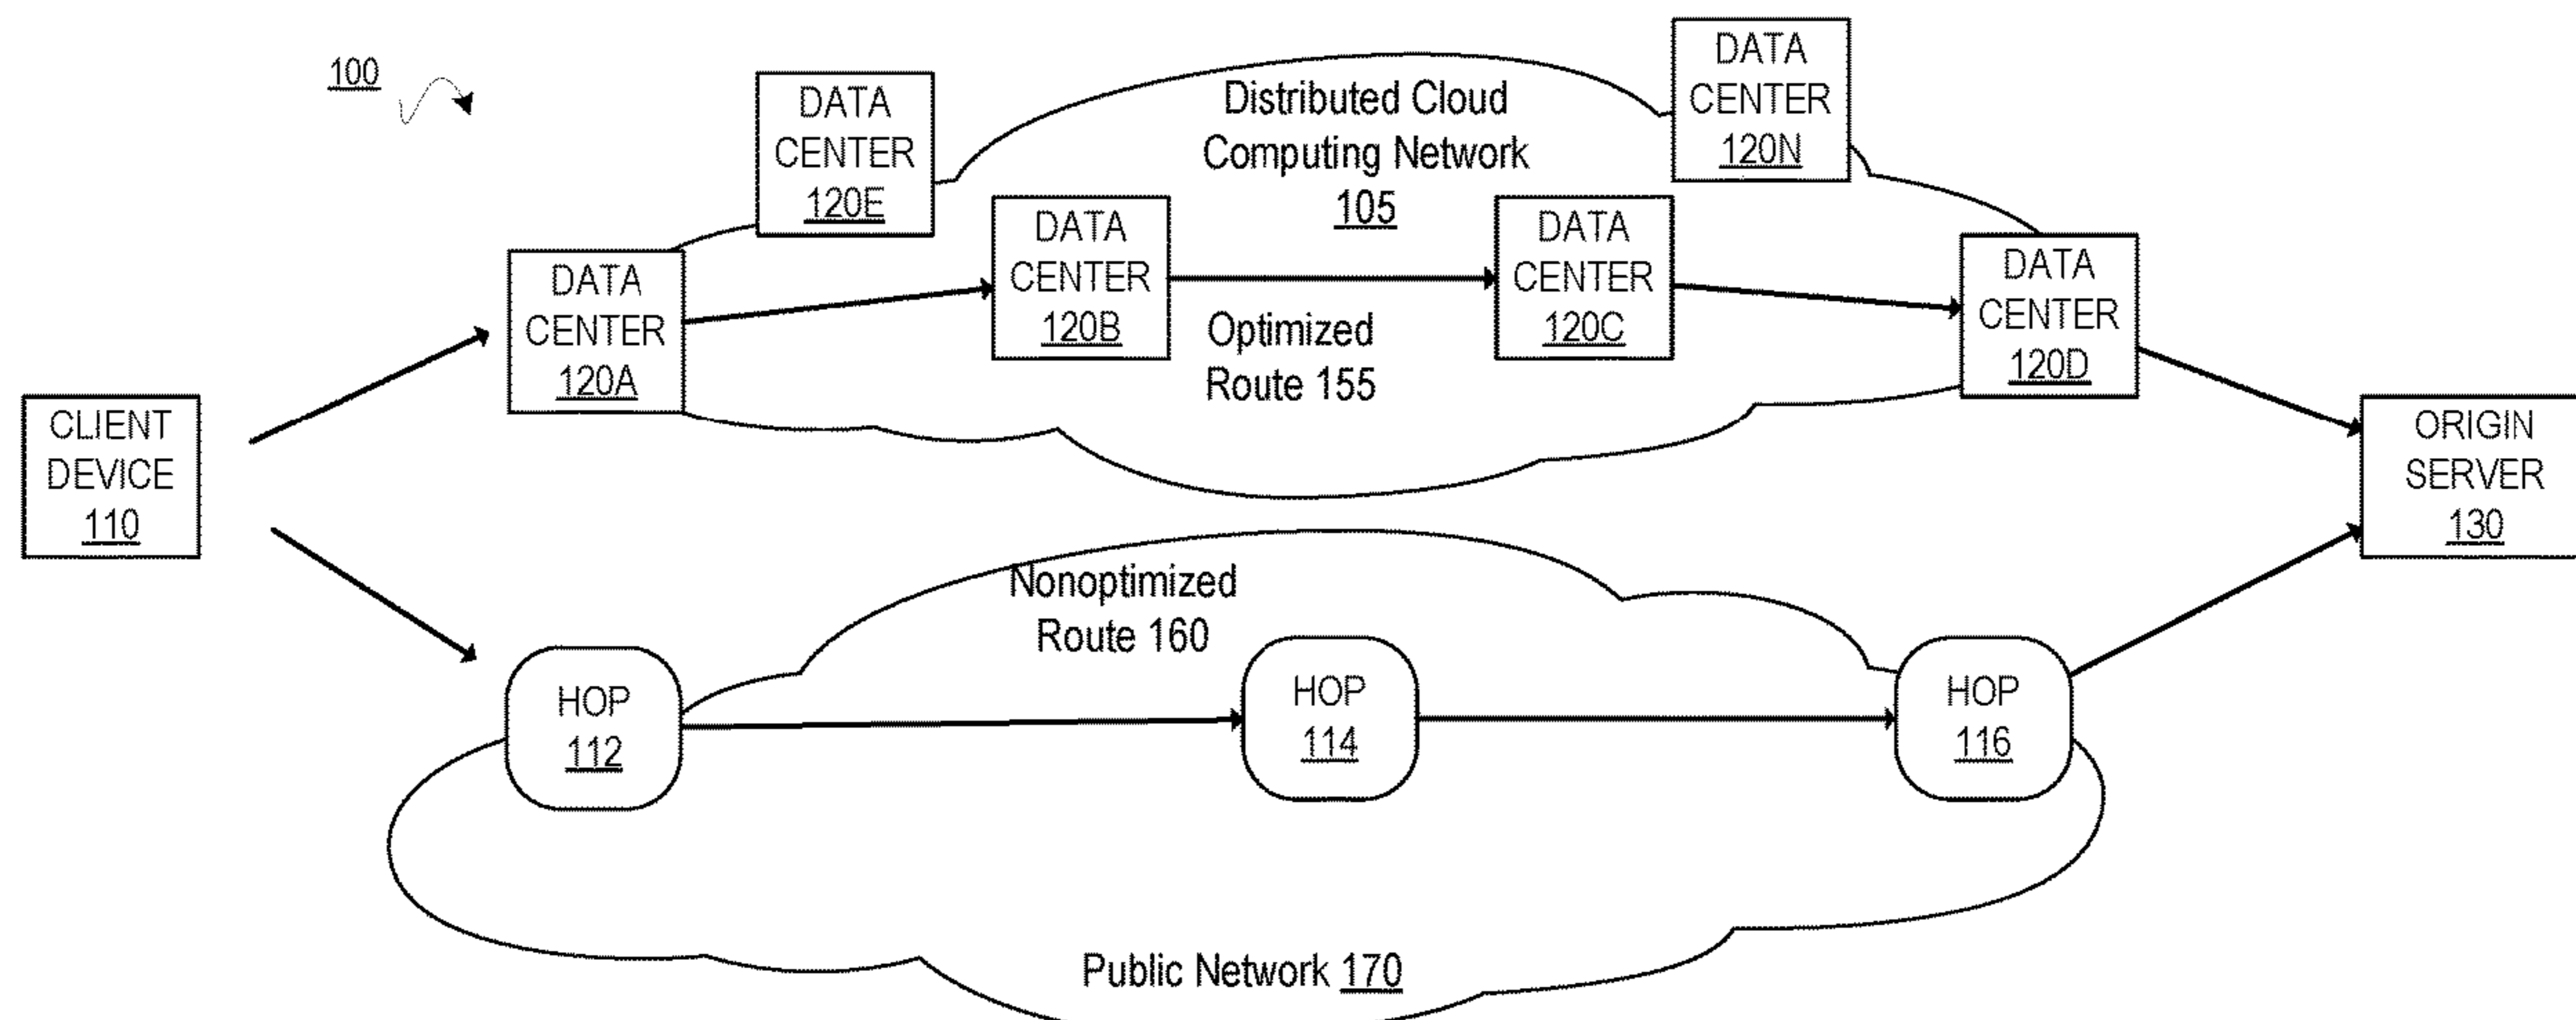 100
DATA
CENTER
120E
Distributed Cloud
Computing Network
105
DATA
CENTER
120N
DATA
CENTER
120A
DATA
CENTER
120B
Optimized
Route 155
DATA
CENTER
120C
DATA
CENTER
120D
CLIENT
DEVICE
110
ORIGIN
SERVER
130
Nonoptimized
Route 160
HOP
112
HOP
114
HOP
116
Public Network 170